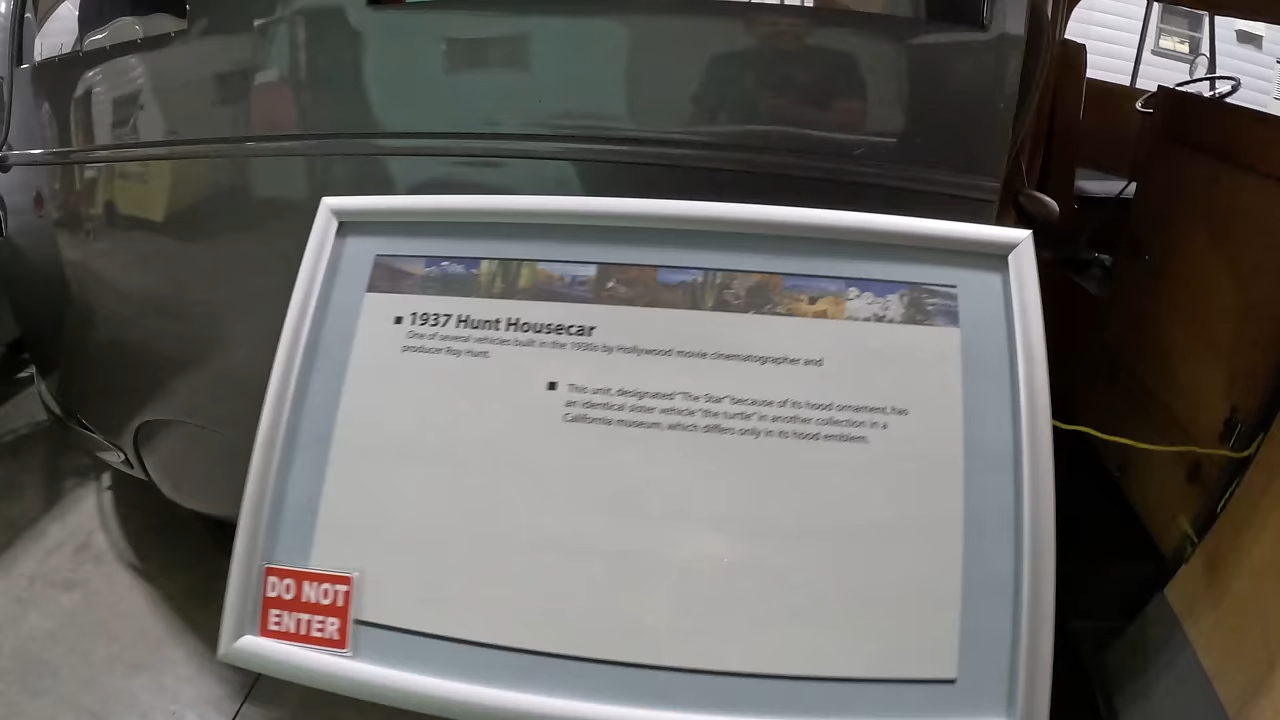 1937 Hunt Housecar
One of several vehicles built in the 1930s by Hollywood movie cinematographer and
producer Roy Hunt.
This unit, designated "The Star" because of its hood ornament, has
an identical sister vehicle "the turtle" in another collection in a
California museum, which differs only in its hood emblem.
DO NOT
ENTER